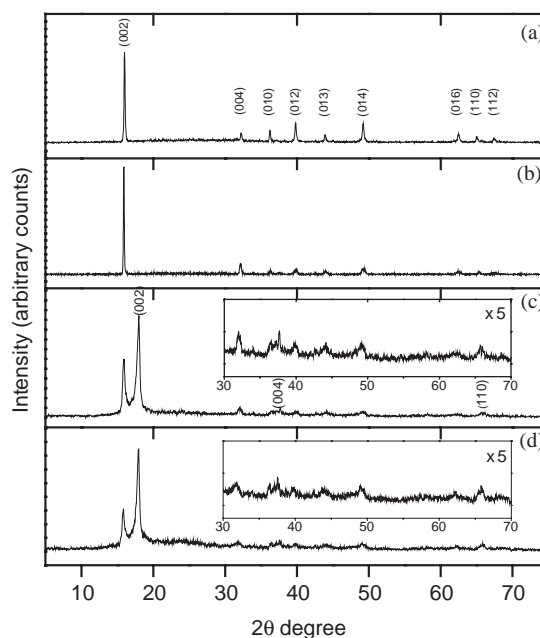 (a)
(002)
(004)
(010)
(012)
(013)
(014)
(016)
(110)
(112)
(b)
(c)
(002)
x 5
30 40 50 60 70
(004)
(110)
(d)
x 5
30 40 50 60 70
10 20 30 40 50 60 70
2θ degree
Intensity (arbitrary counts)